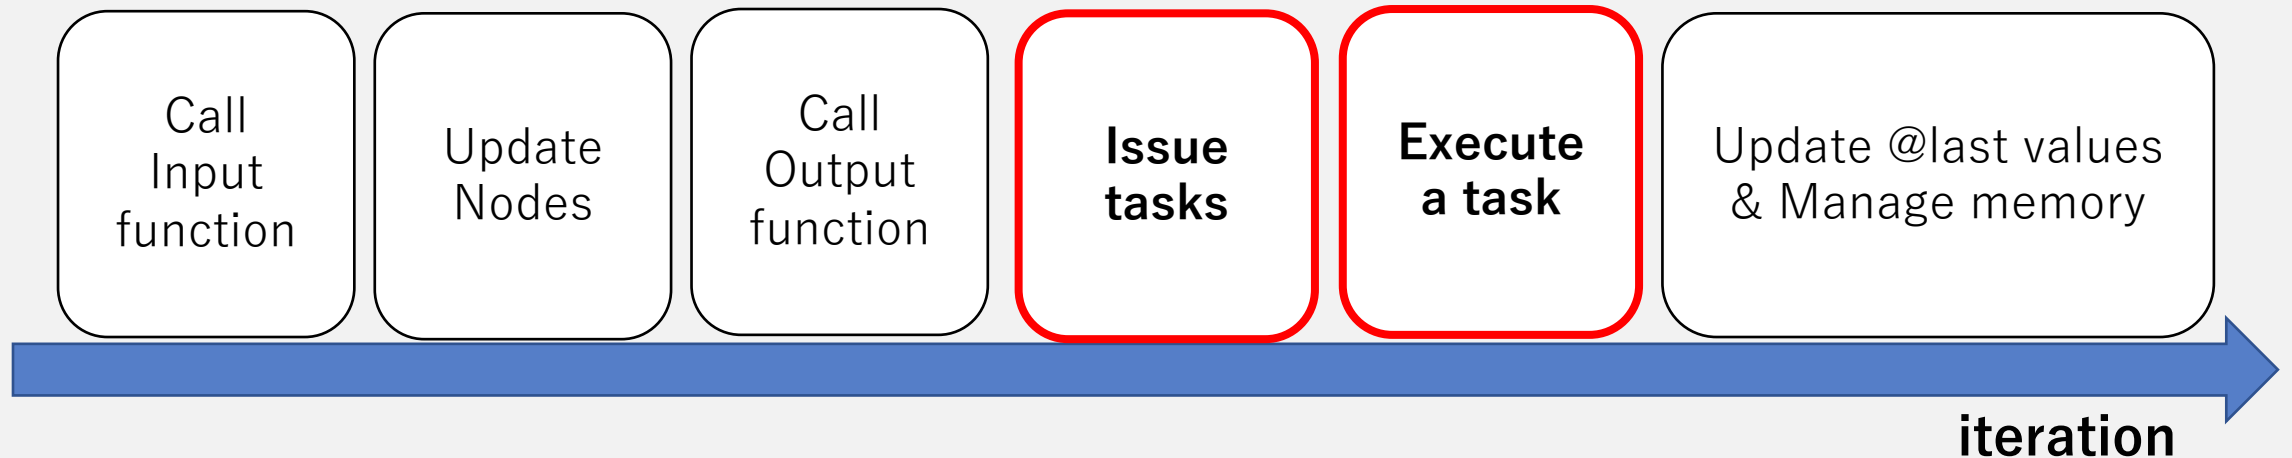 Call
Input
function
Update
Nodes
Call
Output
function
Issue
tasks
Execute
a task
Update @last values
& Manage memory
iteration